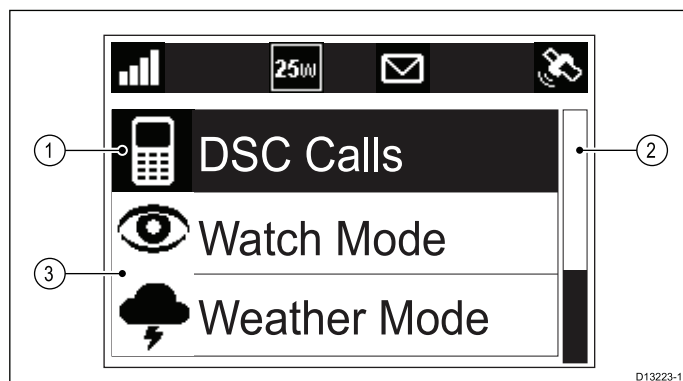 25W
1
DSC Calls
2
Watch Mode
3
Weather Mode
D13223-1